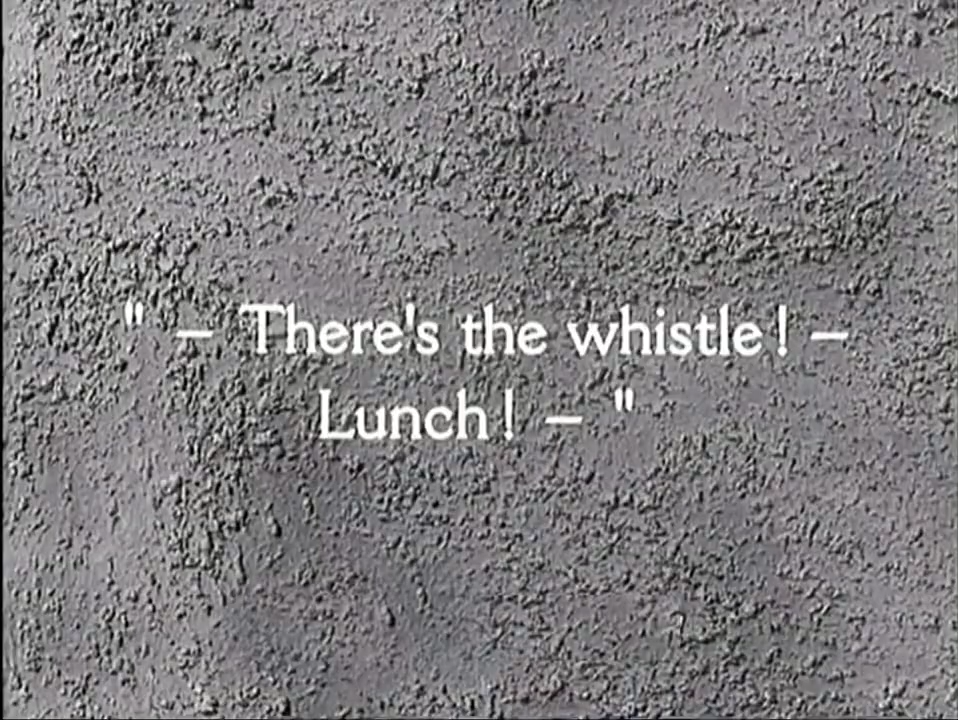 " – There's the whistle! –
Lunch! – "